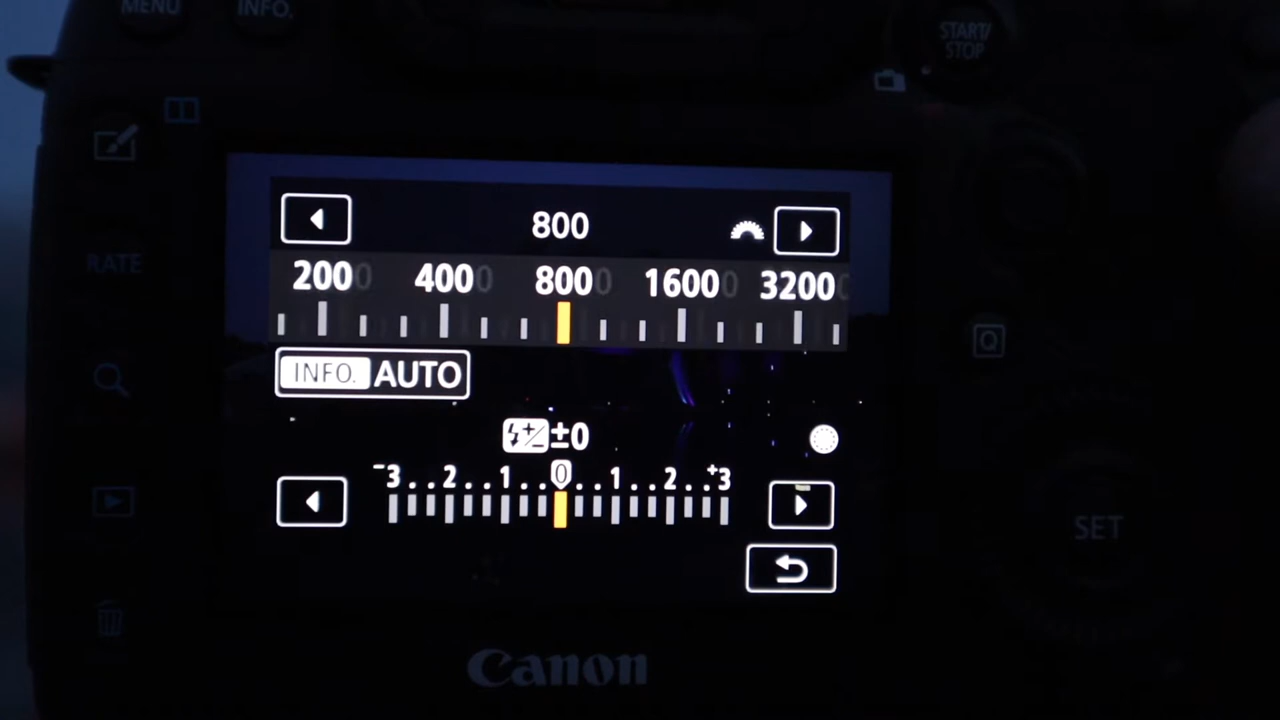 MENU INFO.
START/
STOP
800
RATE
200 400 800 1600 3200
Q
INFO. AUTO
±0
-3..2..1..0..1..2..+3
SET
Canon